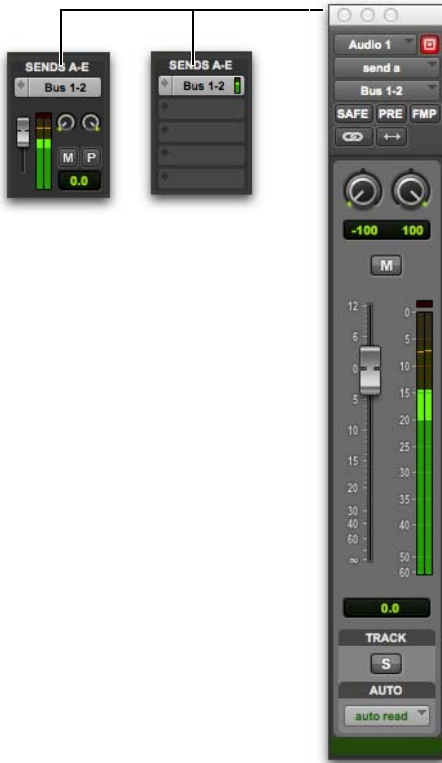 SENDS A-E
Bus 1-2
M P
0.0
SENDS A-E
Bus 1-2
Audio 1
send a
Bus 1-2
SAFE PRE FMP
-100 100
M
12
6
0
5
10
15
20
30
40
60
∞
0
5
10
15
20
25
30
35
40
50
60
0.0
TRACK
S
AUTO
auto read